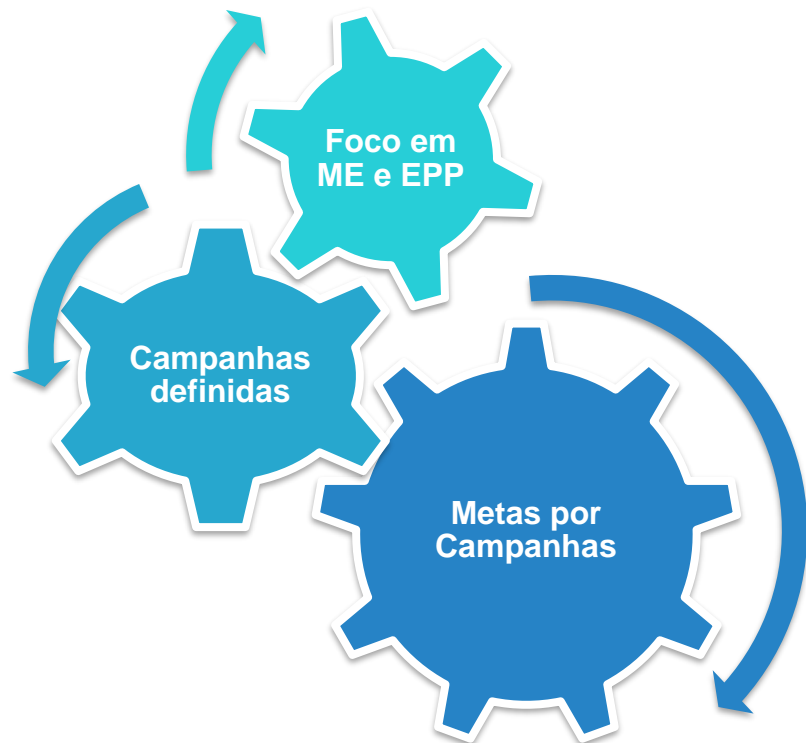 Foco em
ME e EPP
Campanhas
definidas
Metas por
Campanhas